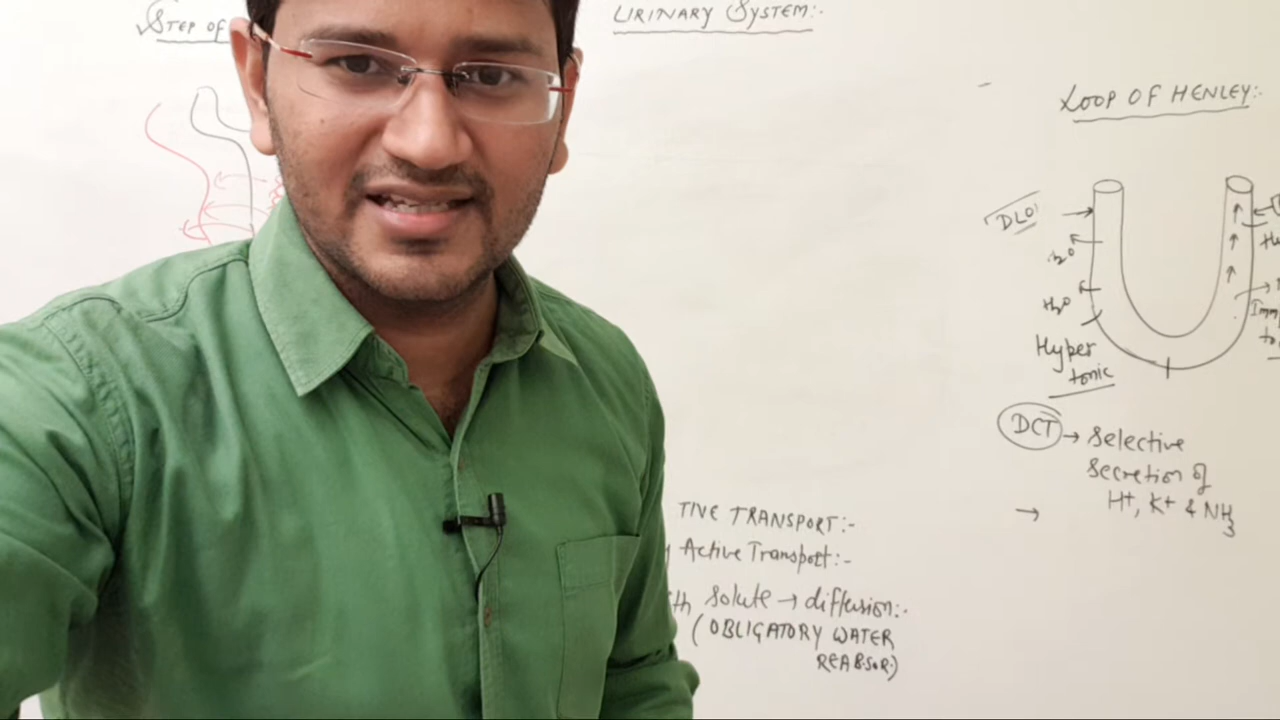 STEP OF
URINARY SYSTEM:-
LOOP OF HENLEY:-
DLO
H2O
H2O
Hyper
tonic
DCT → Selective
Secretion of
H+, K+ & NH3
→
TIVE TRANSPORT:-
Active Transport:-
Solute → diffusion:-
(OBLIGATORY WATER
REABSOR.)